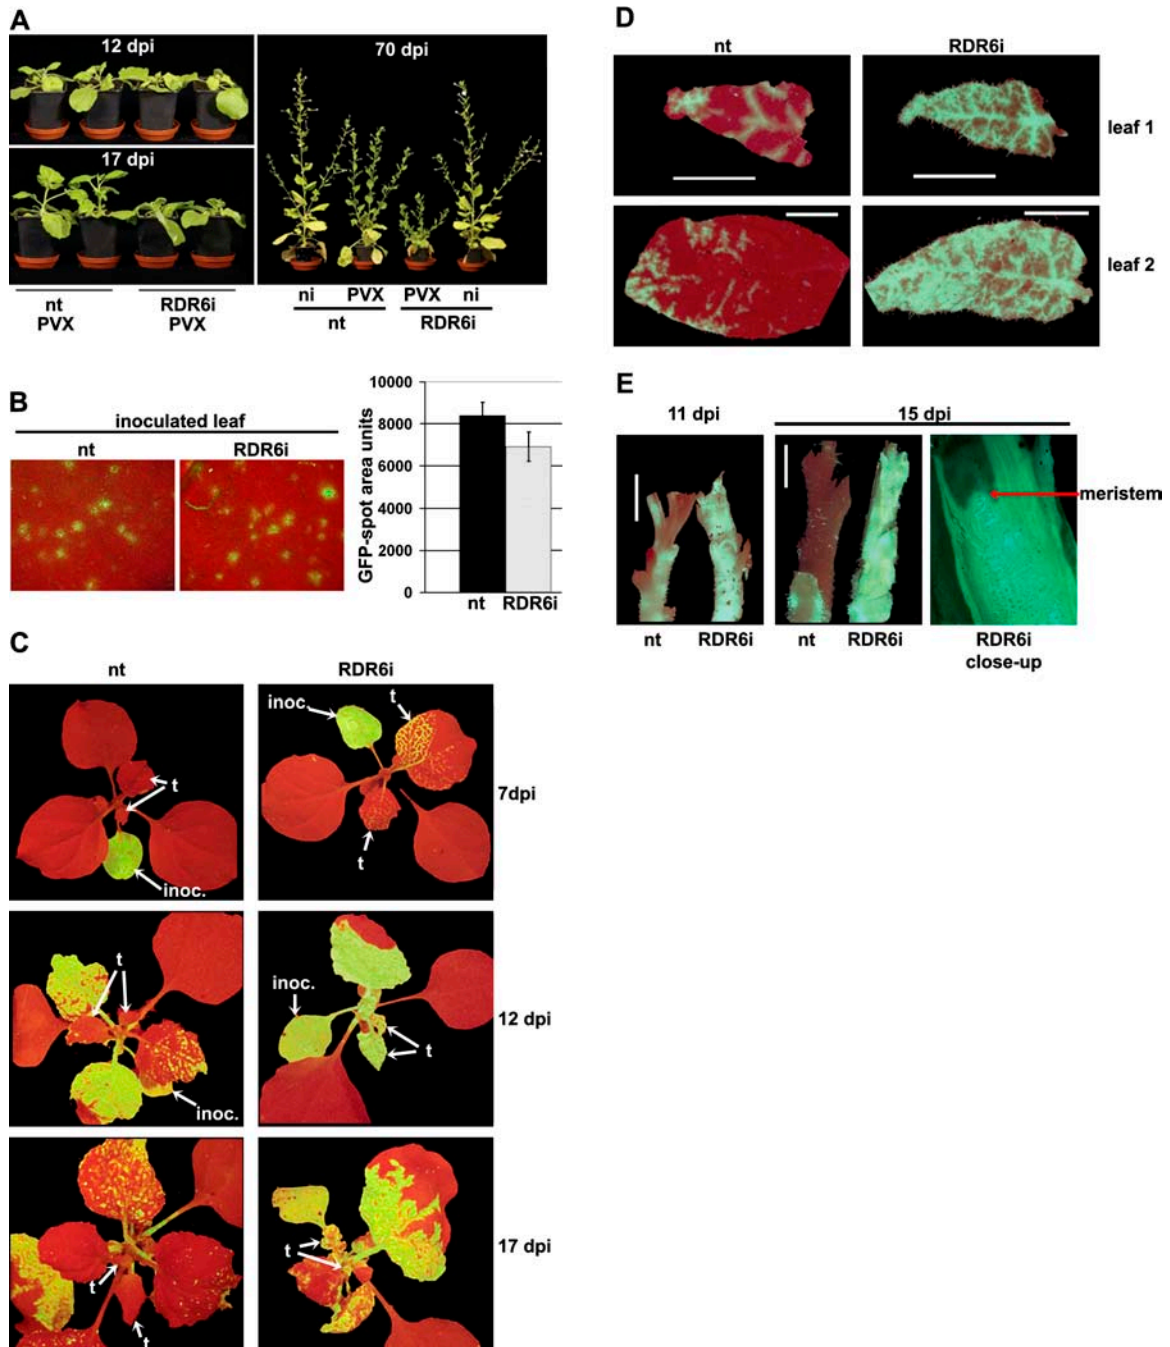 A
12 dpi
70 dpi
17 dpi
nt
PVX
RDR6i
PVX
ni PVX PVX ni
nt RDR6i
B
inoculated leaf
nt RDR6i
GFP-spot area units
10000
8000
6000
4000
2000
0
nt RDR6i
C
nt RDR6i
t
inoc.
inoc.
t
t
7dpi
t
inoc.
inoc.
t
12 dpi
t
t
t
17 dpi
D
nt RDR6i
leaf 1
leaf 2
E
11 dpi 15 dpi
meristem
nt RDR6i nt RDR6i RDR6i
close-up